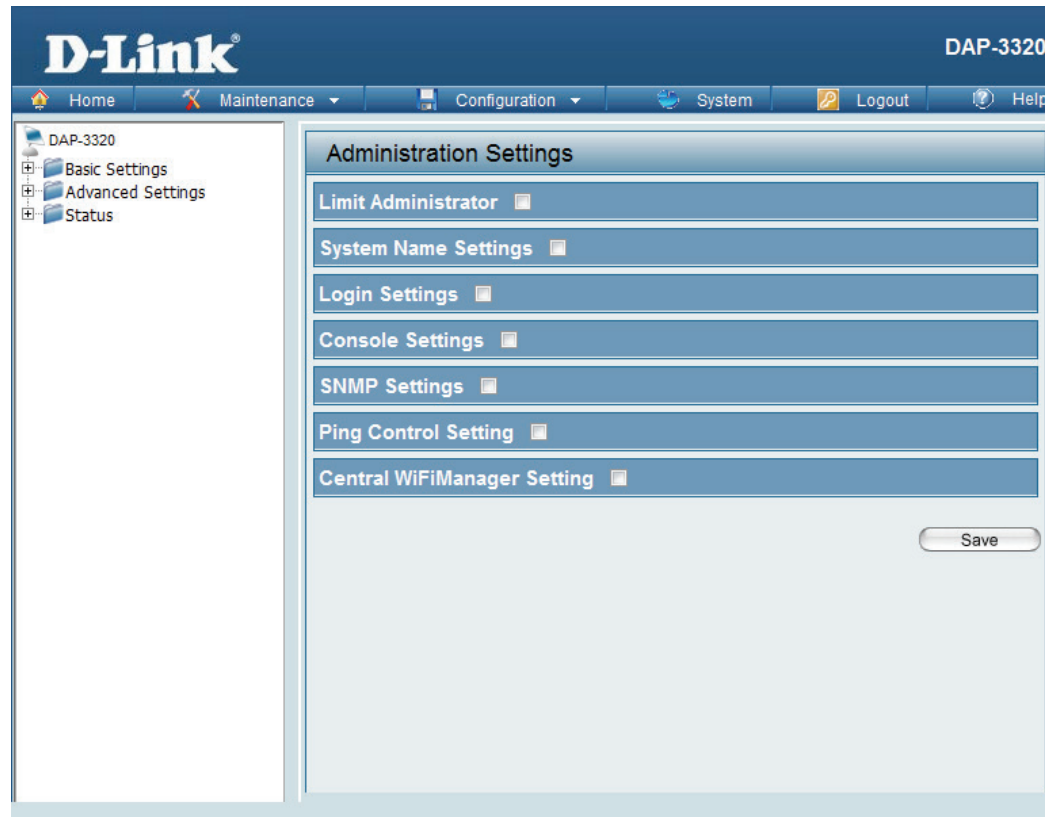 D-Link®
DAP-3320
Home Maintenance Configuration System Logout Help
DAP-3320
Basic Settings
Advanced Settings
Status
Administration Settings
Limit Administrator
System Name Settings
Login Settings
Console Settings
SNMP Settings
Ping Control Setting
Central WiFiManager Setting
Save